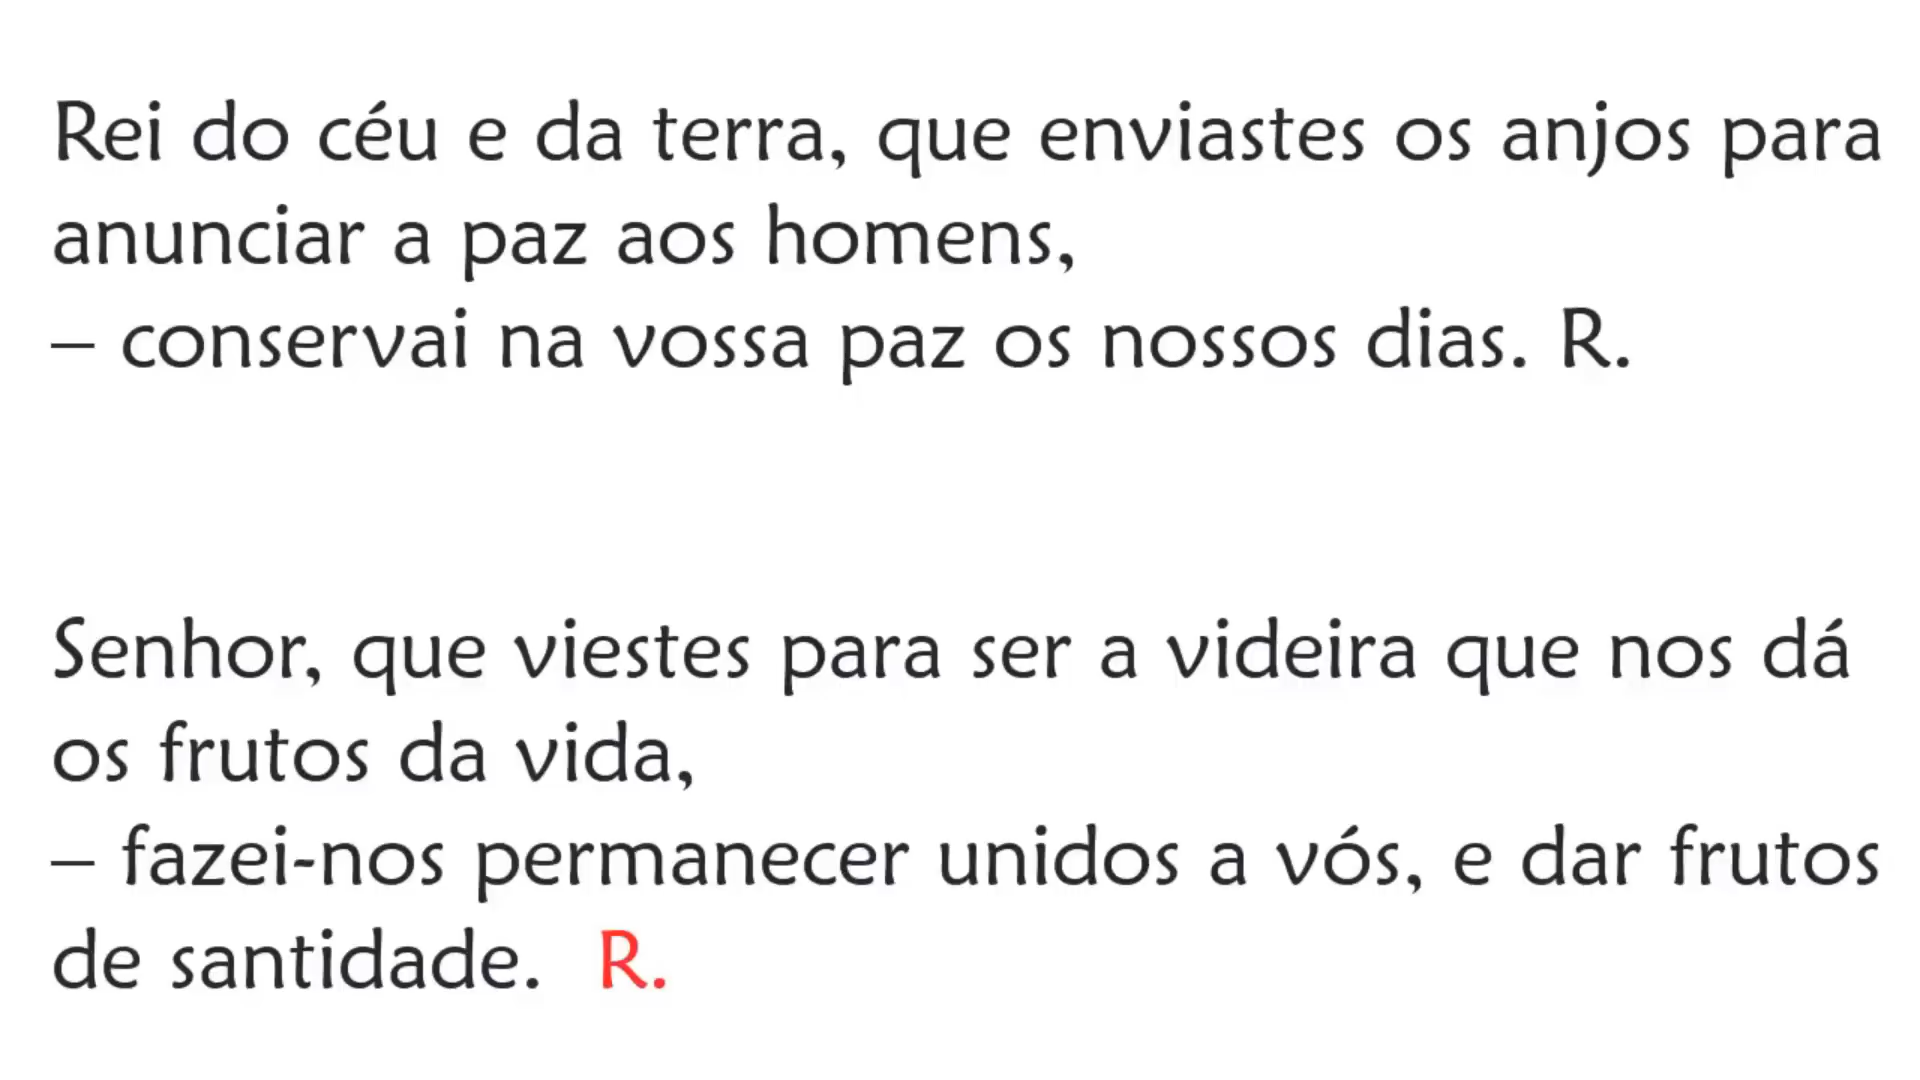 Rei do céu e da terra, que enviastes os anjos para
anunciar a paz aos homens,
– conservai na vossa paz os nossos dias. R.
Senhor, que viestes para ser a videira que nos dá
os frutos da vida,
– fazei-nos permanecer unidos a vós, e dar frutos
de santidade. R.